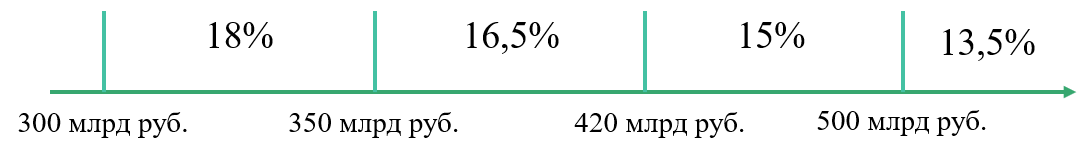 18% 16,5% 15% 13,5%
300 млрд руб. 350 млрд руб. 420 млрд руб. 500 млрд руб.